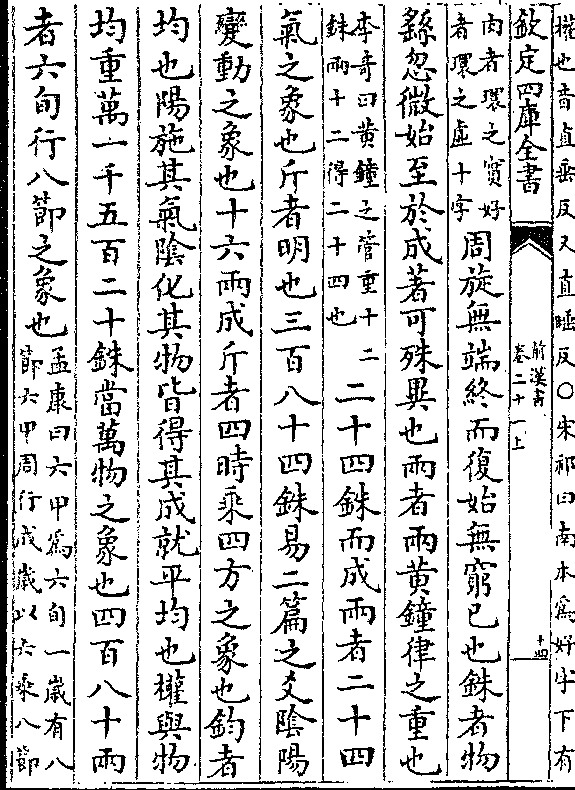 權也音直垂反又直睡反○宋祁曰南本為好字下有
欽定四庫全書
前漢書
卷二十一上
十四
肉者環之實好
者環之虛十字
周旋無端終而復始無窮已也銖者物
繇忽微始至於成著可殊異也兩者兩黃鐘律之重也
李奇曰黃鐘之管重十二
銖兩十二得二十四也
二十四銖而成兩者二十四
氣之象也斤者明也三百八十四銖易二篇之爻陰陽
變動之象也十六兩成斤者四時乘四方之象也鈞者
均也陽施其氣陰化其物皆得其成就平均也權與物
均重萬一千五百二十銖當萬物之象也四百八十兩
者六旬行八節之象也
孟康曰六甲為六旬一歲有八
節六甲周行成歲以六乘八節